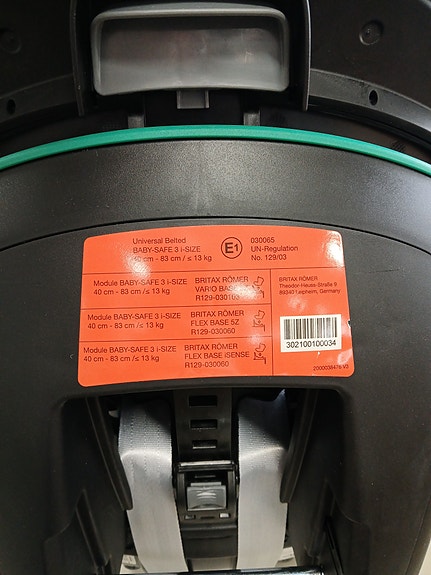 Universal Belted
BABY-SAFE 3 i-SIZE
40 cm - 83 cm / ≤ 13 kg
E1
030065
UN-Regulation
No. 129/03
Module BABY-SAFE 3 i-SIZE
40 cm - 83 cm /≤ 13 kg
BRITAX RÖMER
VARIO BASE
Module BABY-SAFE 3 i-SIZE
40 cm - 83 cm /≤ 13 kg
BRITAX RÖMER
FLEX BASE 5Z
R129-030060
Module BABY-SAFE 3 i-SIZE
40 cm - 83 cm /≤ 13 kg
BRITAX RÖMER
FLEX BASE iSENSE
R129-030060
BRITAX RÖMER
Theodor-Heuss-Straße 9
89340 Leipheim, Germany
302100100034
2000038476 V3